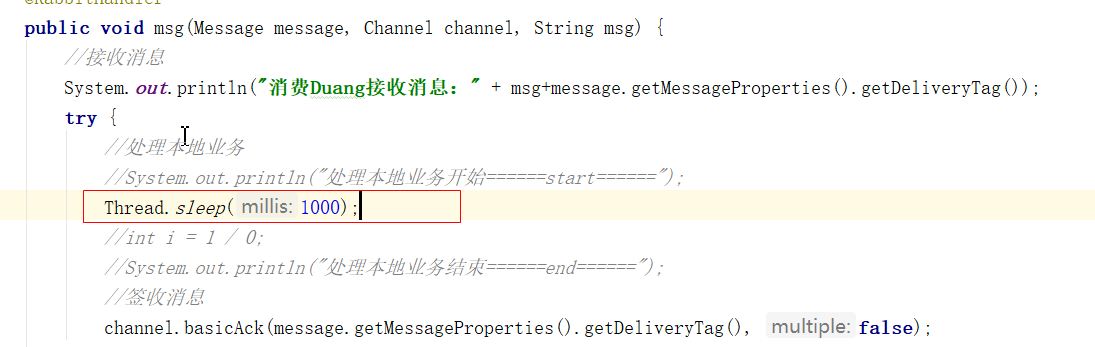 @RabbitHandler
public void msg(Message message, Channel channel, String msg) {
//接收消息
System.out.println("消费Duang接收消息：" + msg+message.getMessageProperties().getDeliveryTag());
try {
//处理本地业务
//System.out.println("处理本地业务开始======start======");
Thread.sleep( millis: 1000);
//int i = 1 / 0;
//System.out.println("处理本地业务结束======end======");
//签收消息
channel.basicAck(message.getMessageProperties().getDeliveryTag(), multiple: false);